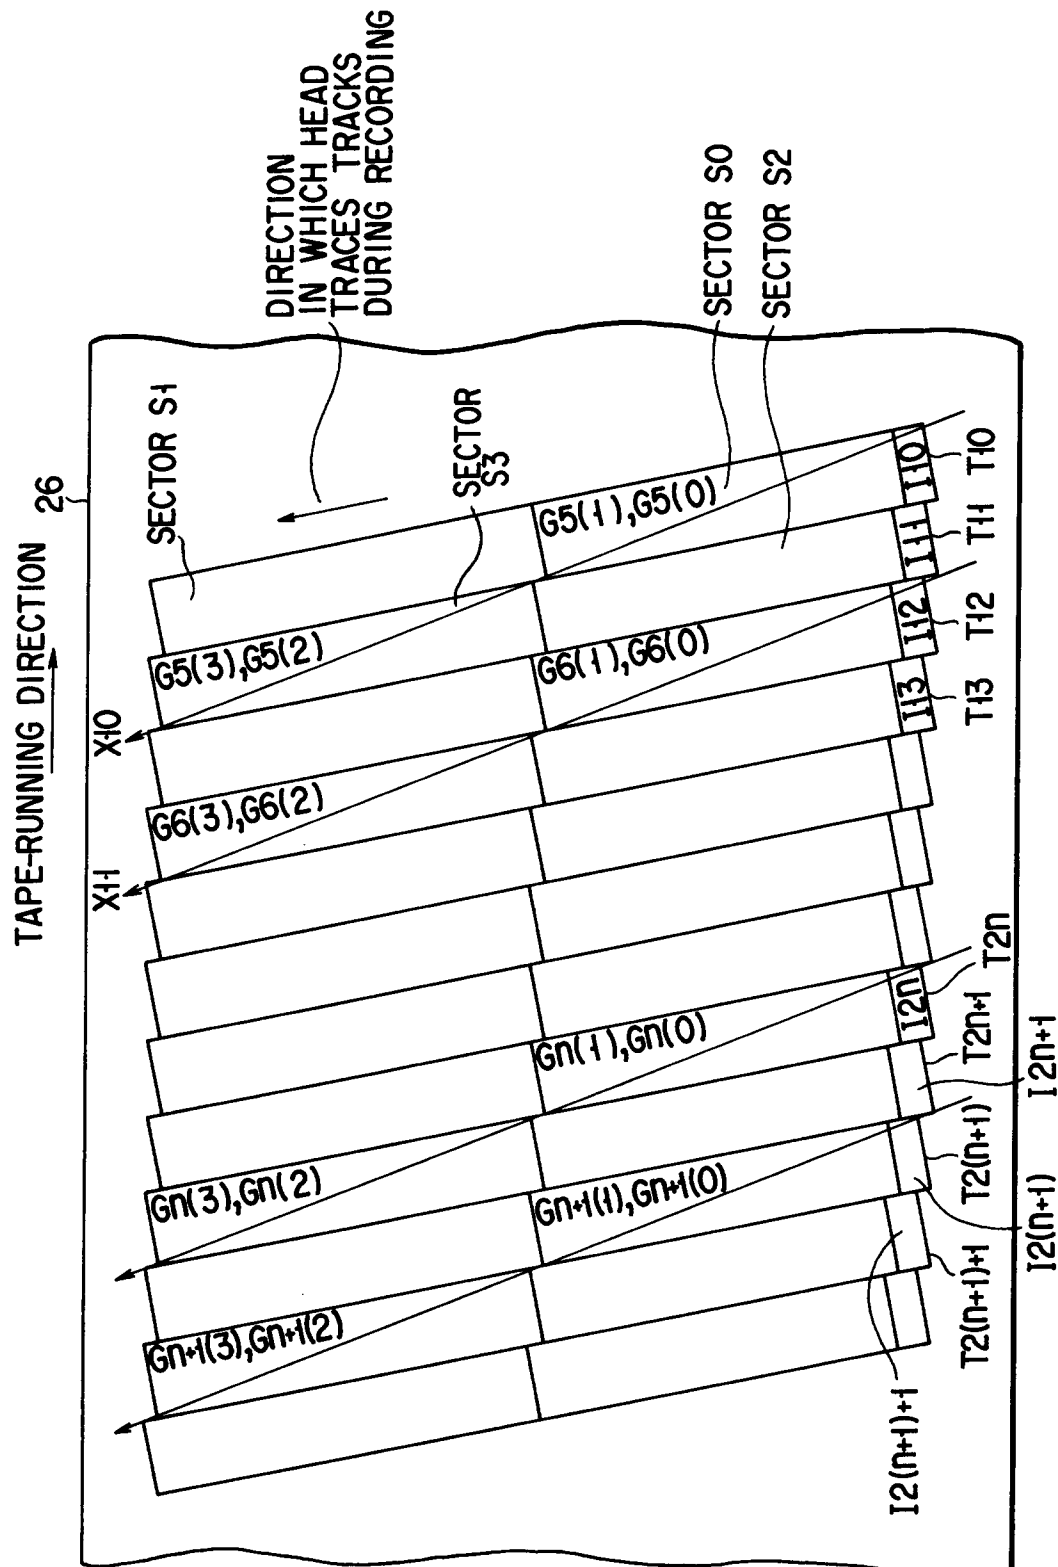 TAPE-RUNNING DIRECTION
26
X11
X10
SECTOR S1
DIRECTION
IN WHICH HEAD
TRACES TRACKS
DURING RECORDING
SECTOR
S3
SECTOR S0
SECTOR S2
Gn+1(3),Gn+1(2)
Gn(3),Gn(2)
G6(3),G6(2)
G5(3),G5(2)
Gn+1(1),Gn+1(0)
Gn(1),Gn(0)
G6(1),G6(0)
G5(1),G5(0)
I2n
I13
I12
I11
I10
I2(n+1)+1
T2(n+1)+1
T2(n+1)
T2n+1
T2n
T13
T12
T11
T10
I2(n+1)
I2n+1